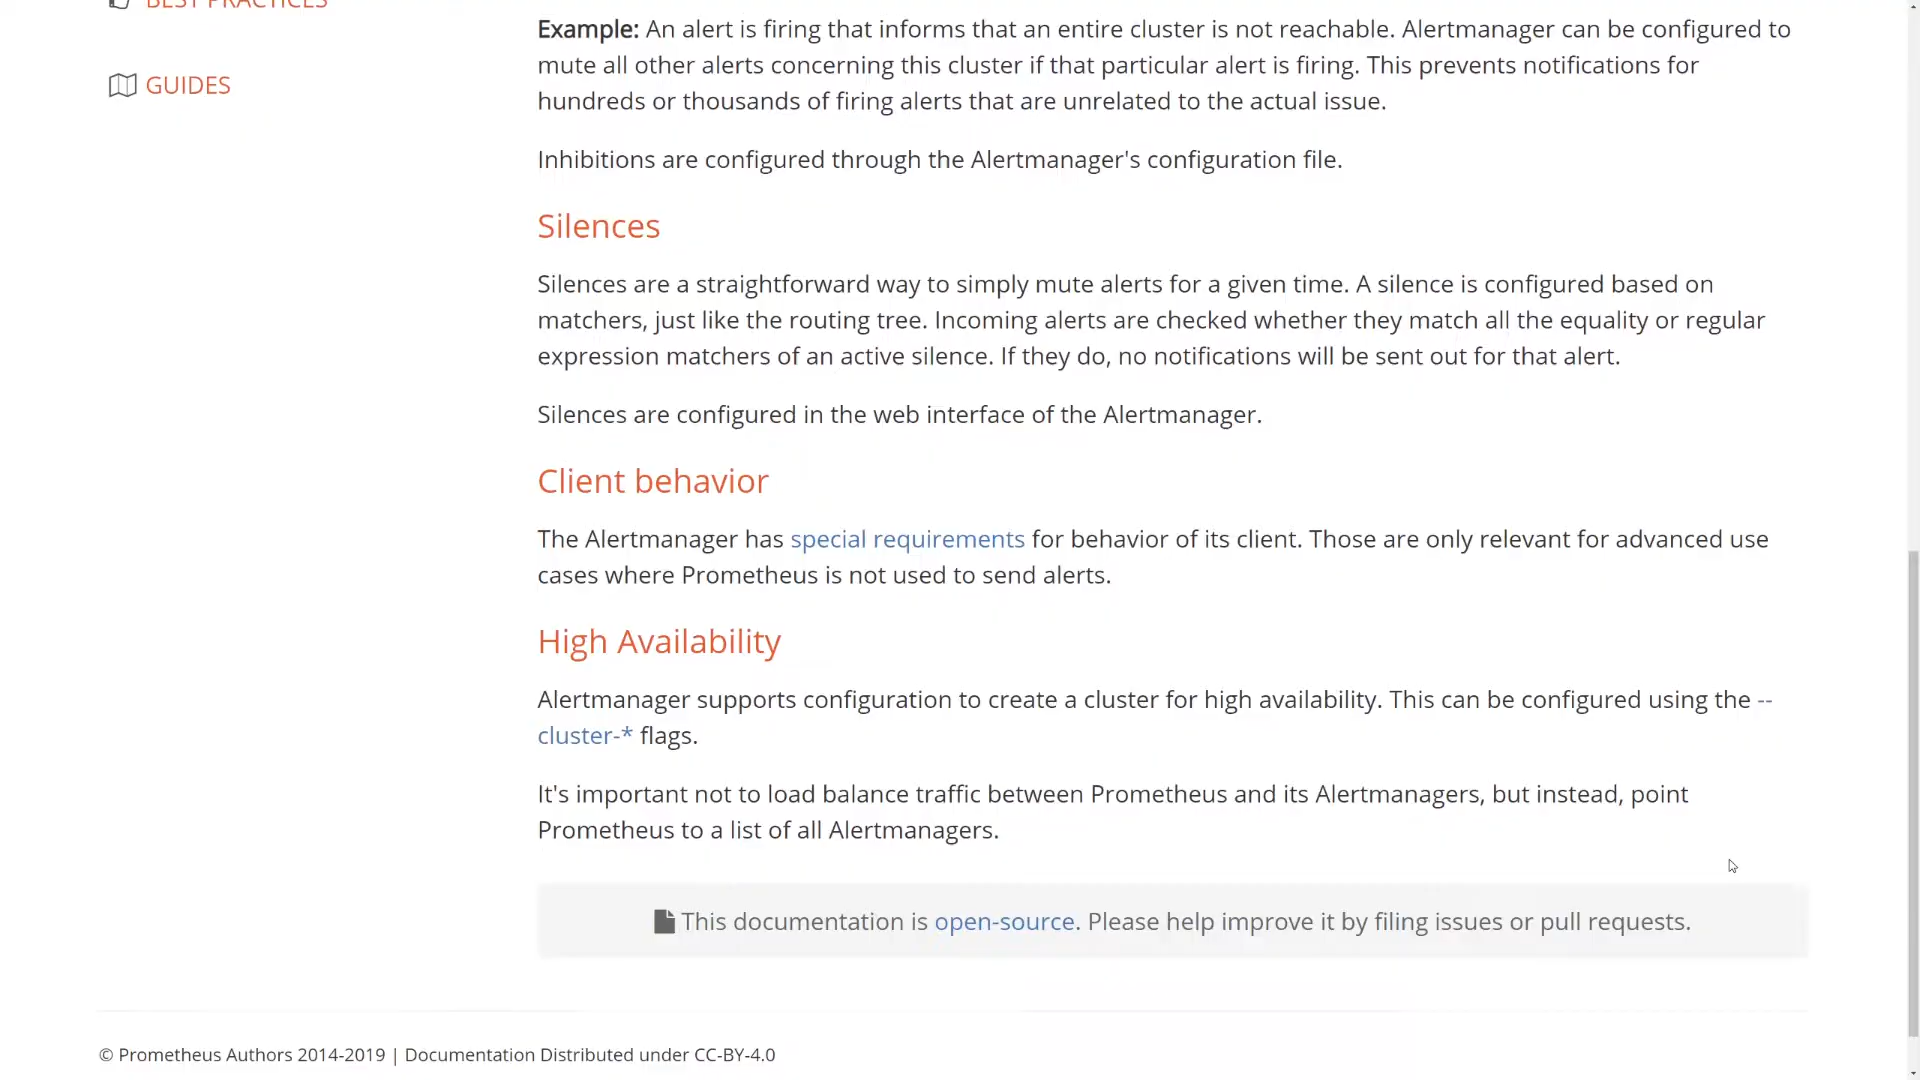 BEST PRACTICES
GUIDES
Example: An alert is firing that informs that an entire cluster is not reachable. Alertmanager can be configured to
mute all other alerts concerning this cluster if that particular alert is firing. This prevents notifications for
hundreds or thousands of firing alerts that are unrelated to the actual issue.
Inhibitions are configured through the Alertmanager's configuration file.
Silences
Silences are a straightforward way to simply mute alerts for a given time. A silence is configured based on
matchers, just like the routing tree. Incoming alerts are checked whether they match all the equality or regular
expression matchers of an active silence. If they do, no notifications will be sent out for that alert.
Silences are configured in the web interface of the Alertmanager.
Client behavior
The Alertmanager has special requirements for behavior of its client. Those are only relevant for advanced use
cases where Prometheus is not used to send alerts.
High Availability
Alertmanager supports configuration to create a cluster for high availability. This can be configured using the --
cluster-* flags.
It's important not to load balance traffic between Prometheus and its Alertmanagers, but instead, point
Prometheus to a list of all Alertmanagers.
This documentation is open-source. Please help improve it by filing issues or pull requests.
© Prometheus Authors 2014-2019 | Documentation Distributed under CC-BY-4.0